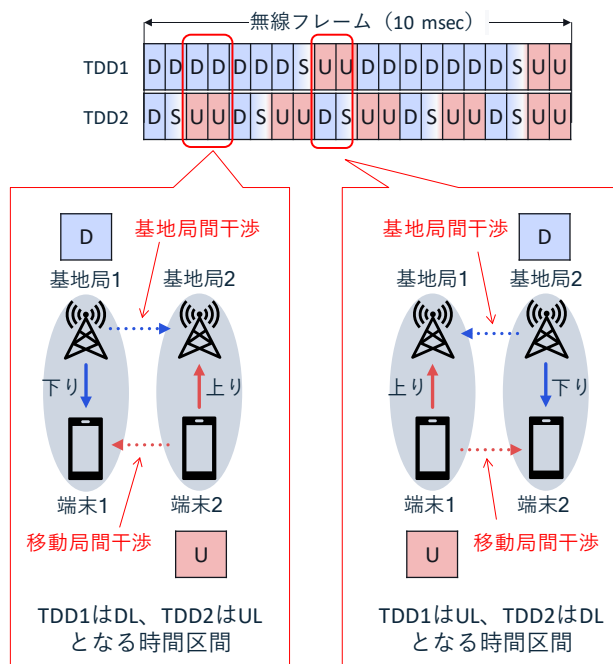 無線フレーム（10 msec）
TDD1 D D D D D D D S U U D D D D D D D S U U
TDD2 D S U U D S U U D S U U D S U U D S U U
D
基地局間干渉
基地局1
基地局2
下り
上り
端末1
端末2
移動局間干渉
U
TDD1はDL、TDD2はUL
となる時間区間
基地局間干渉
D
基地局1
基地局2
上り
下り
端末1
端末2
U
移動局間干渉
TDD1はUL、TDD2はDL
となる時間区間